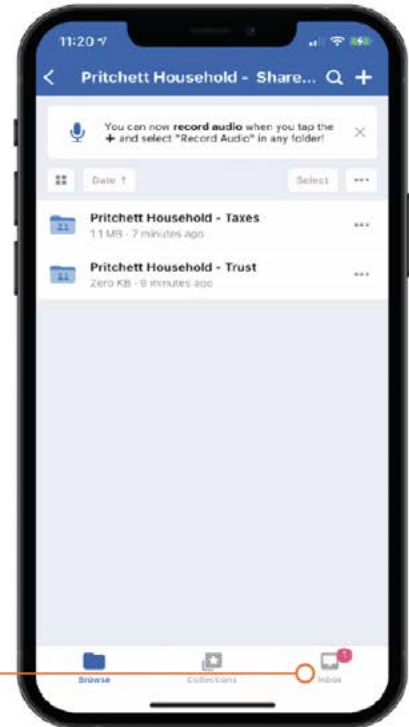 11:20
Pritchett Household - Share...
You can now record audio when you tap the
+ and select "Record Audio" in any folder!
Date ↑
Select
Pritchett Household - Taxes
1.1 MB - 7 minutes ago
Pritchett Household - Trust
Zero KB - 9 minutes ago
1
Browse
Collections
Inbox